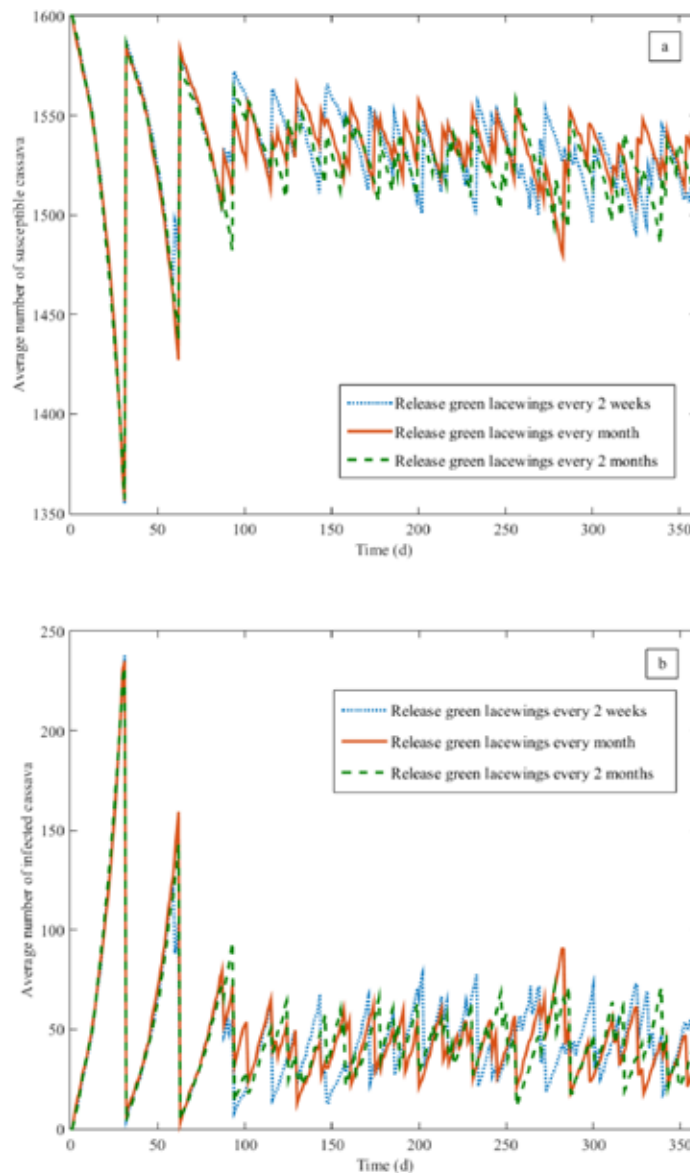 1600
a
1550
1500
1450
1400
1350
Average number of susceptible cassava
Release green lacewings every 2 weeks
Release green lacewings every month
Release green lacewings every 2 months
0 50 100 150 200 250 300 350
Time (d)
250
b
200
150
100
50
0
Average number of infected cassava
Release green lacewings every 2 weeks
Release green lacewings every month
Release green lacewings every 2 months
0 50 100 150 200 250 300 350
Time (d)